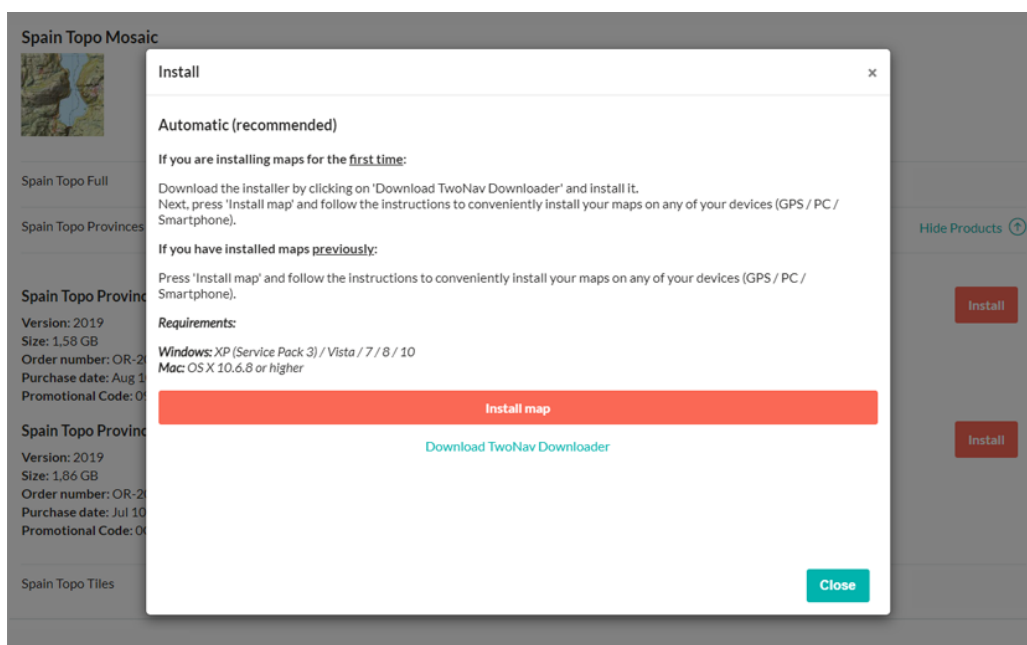 Spain Topo Mosaic
Install
×
Automatic (recommended)
If you are installing maps for the first time:
Download the installer by clicking on 'Download TwoNav Downloader' and install it.
Next, press 'Install map' and follow the instructions to conveniently install your maps on any of your devices (GPS / PC /
Smartphone).
If you have installed maps previously:
Press 'Install map' and follow the instructions to conveniently install your maps on any of your devices (GPS / PC /
Smartphone).
Requirements:
Windows: XP (Service Pack 3) / Vista / 7 / 8 / 10
Mac: OS X 10.6.8 or higher
Install map
Download TwoNav Downloader
Close
Spain Topo Full
Spain Topo Provinces
Hide Products
Spain Topo Provinc
Install
Version: 2019
Size: 1,58 GB
Order number: OR-2
Purchase date: Aug 1
Promotional Code: 0
Spain Topo Provinc
Install
Version: 2019
Size: 1,86 GB
Order number: OR-2
Purchase date: Jul 10
Promotional Code: 0
Spain Topo Tiles